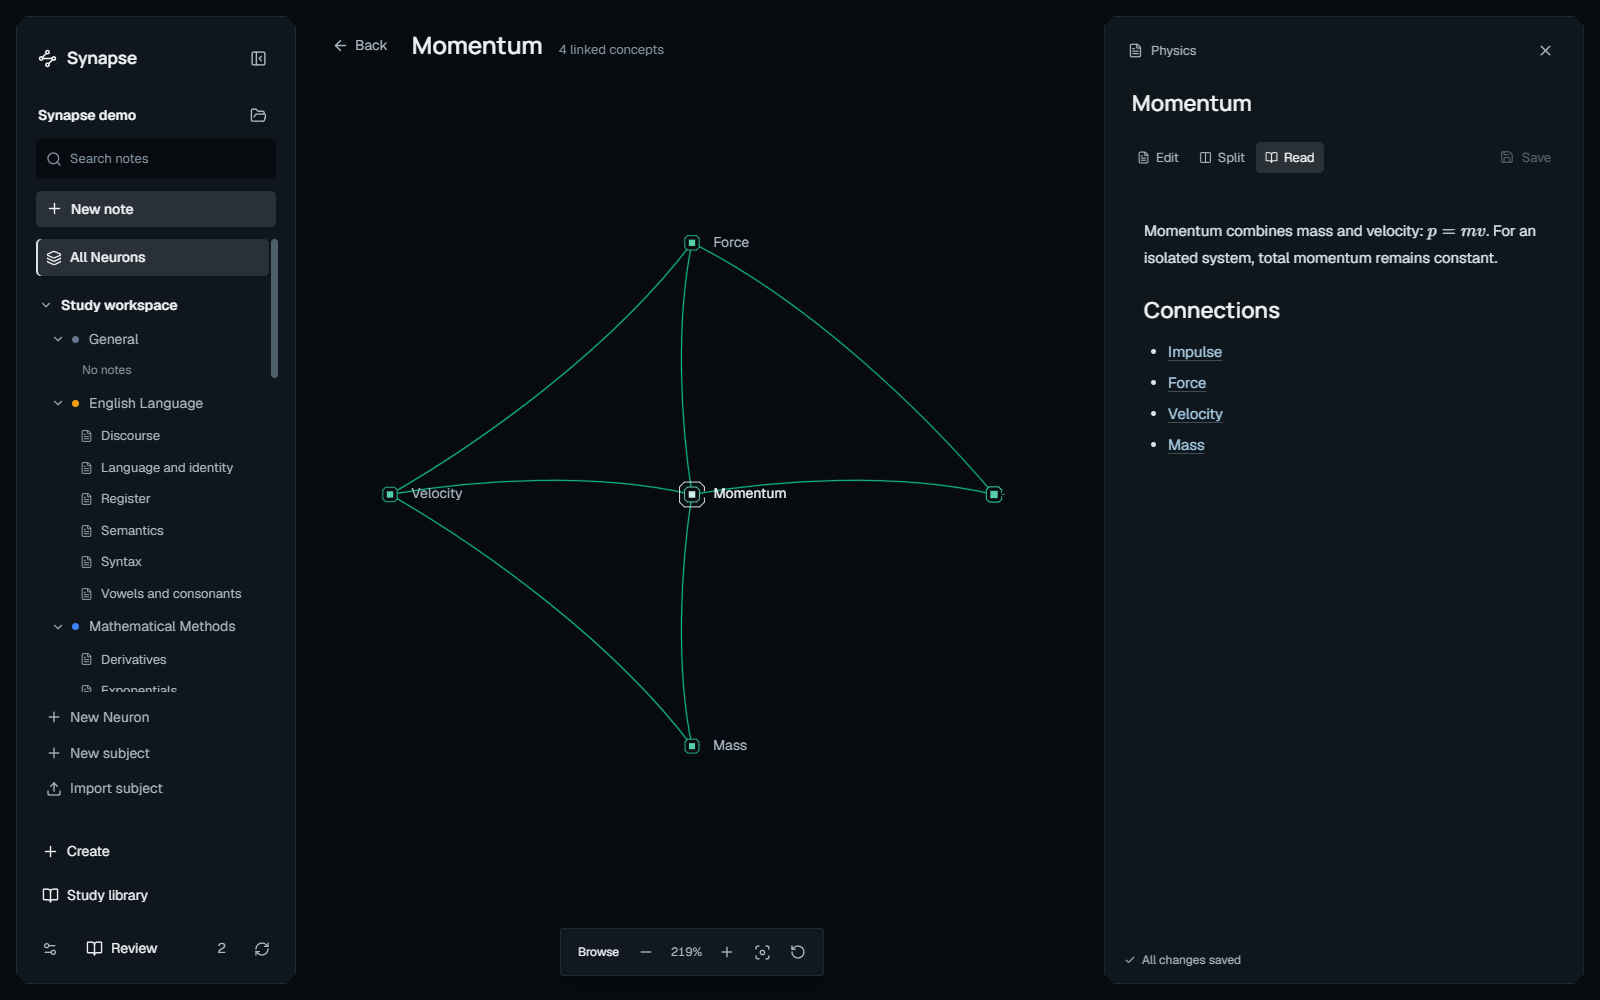 Synapse
Synapse demo
Search notes
New note
All Neurons
Study workspace
General
No notes
English Language
Discourse
Language and identity
Register
Semantics
Syntax
Vowels and consonants
Mathematical Methods
Derivatives
Exponentials
New Neuron
New subject
Import subject
Create
Study library
Review 2
Back Momentum 4 linked concepts
Force
Velocity
Momentum
Mass
Browse 219%
Physics
Momentum
Edit Split Read Save
Momentum combines mass and velocity: p = mv. For an
isolated system, total momentum remains constant.
Connections
Impulse
Force
Velocity
Mass
All changes saved